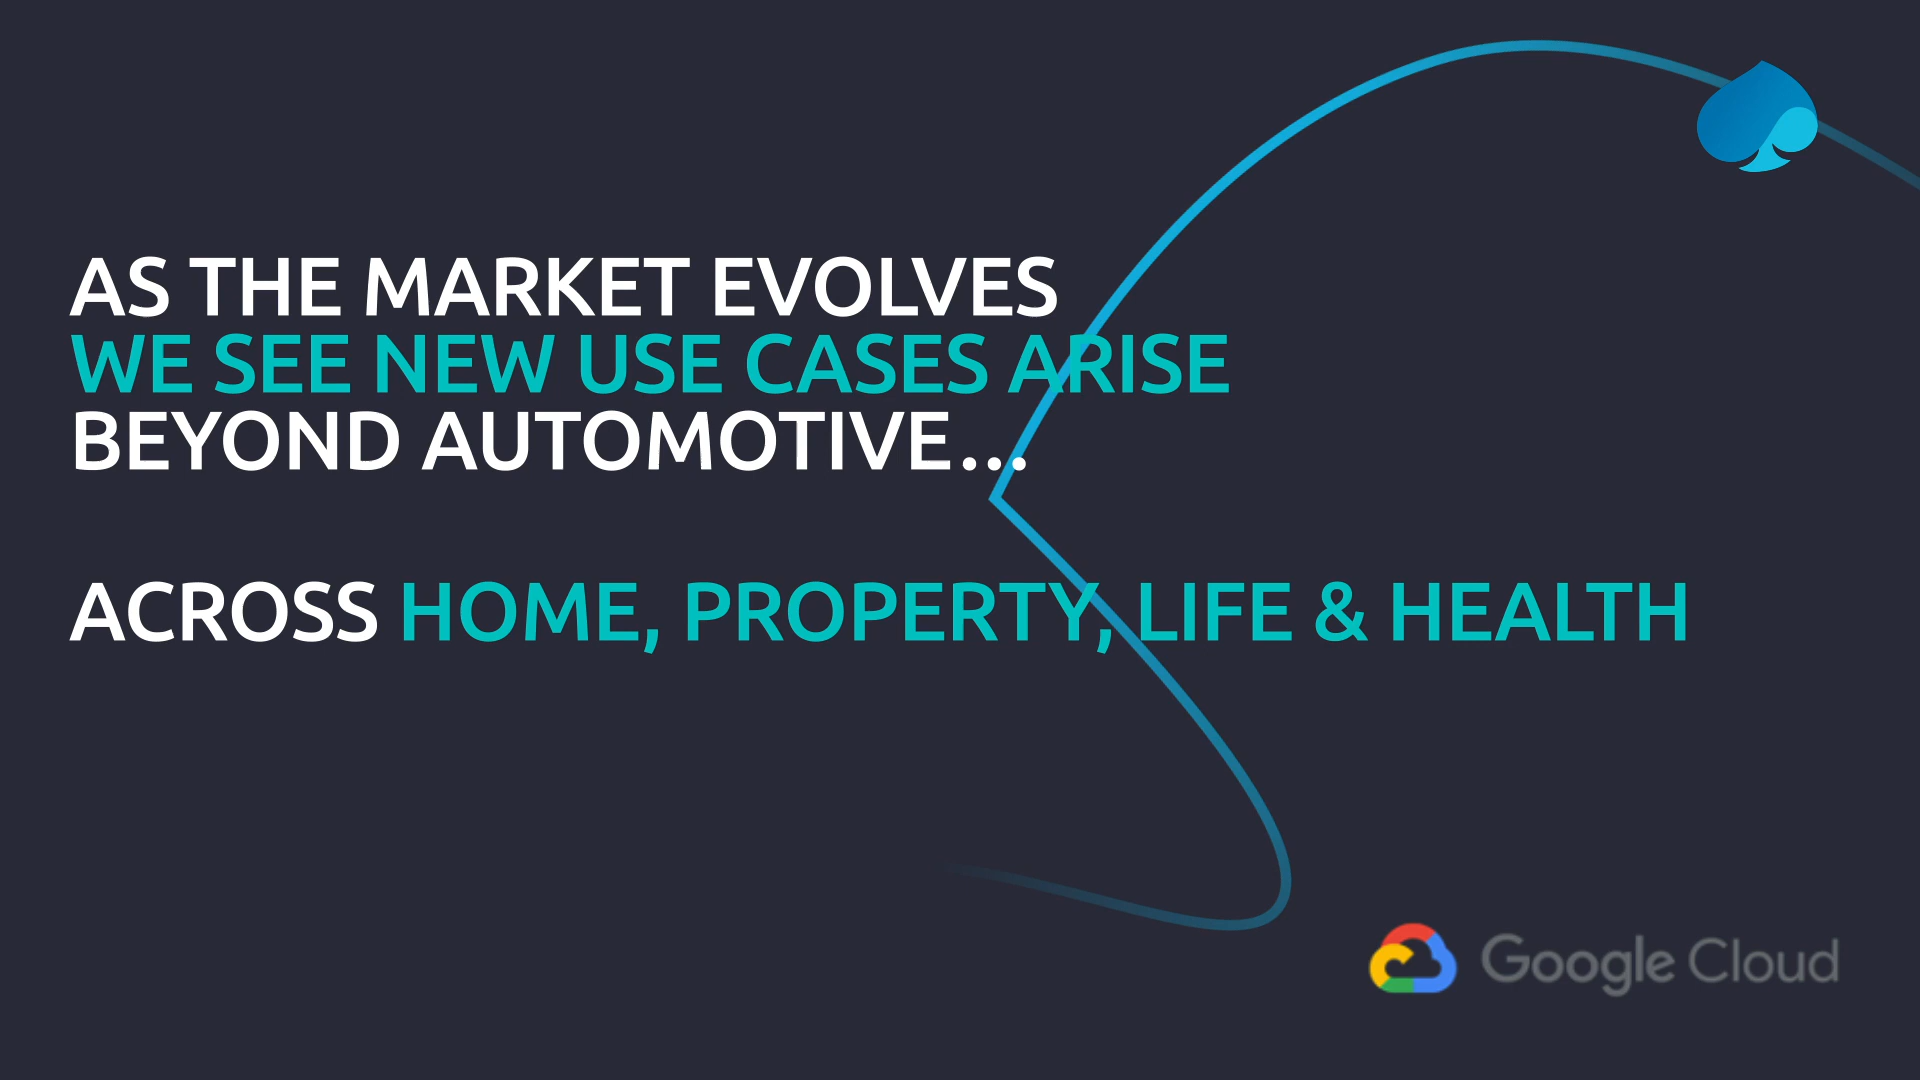 AS THE MARKET EVOLVES
WE SEE NEW USE CASES ARISE
BEYOND AUTOMOTIVE...
ACROSS HOME, PROPERTY, LIFE & HEALTH
Google Cloud